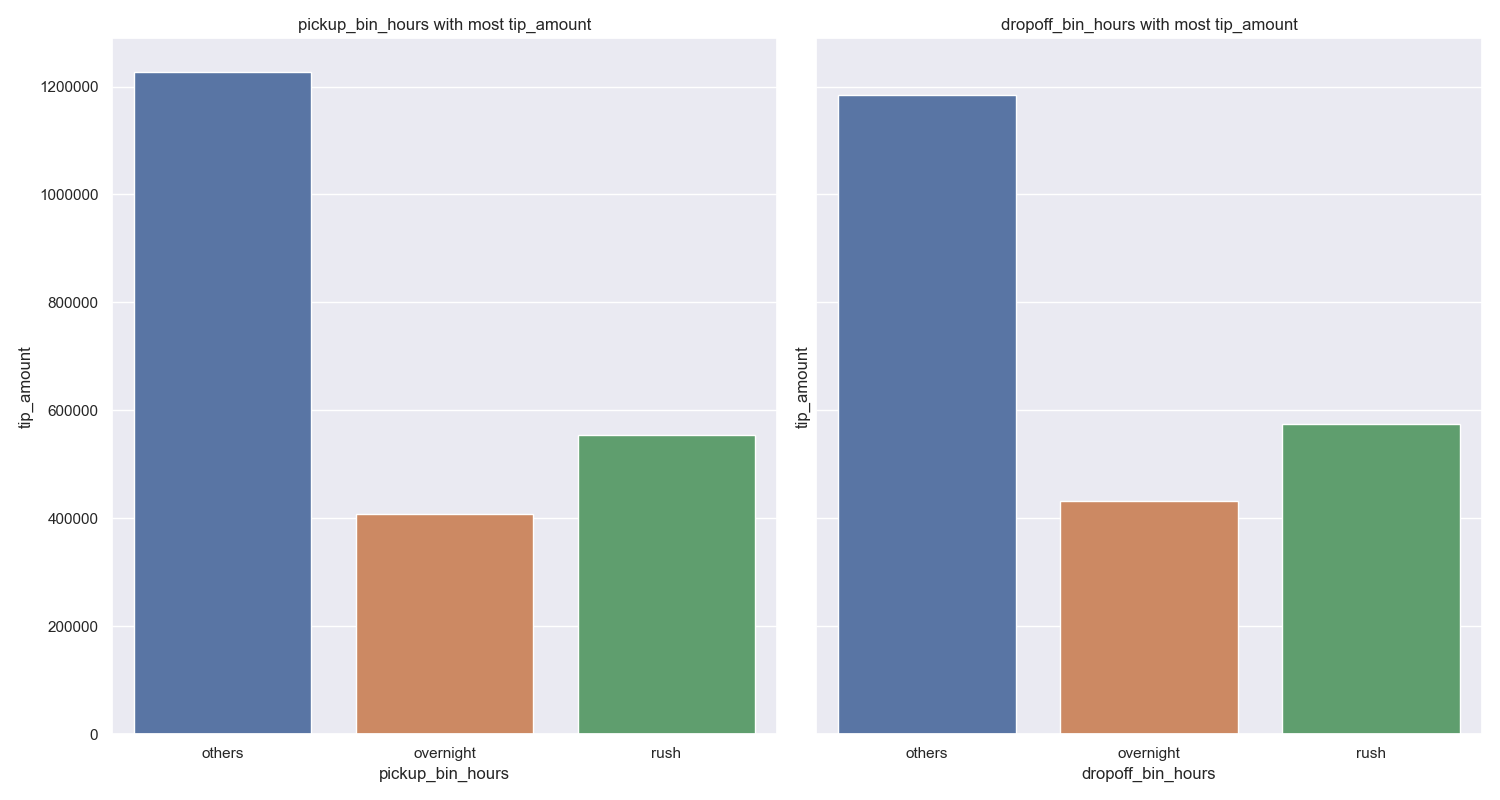 pickup_bin_hours with most tip_amount
tip_amount
1200000
1000000
800000
600000
400000
200000
0
others overnight rush
pickup_bin_hours
dropoff_bin_hours with most tip_amount
tip_amount
others overnight rush
dropoff_bin_hours